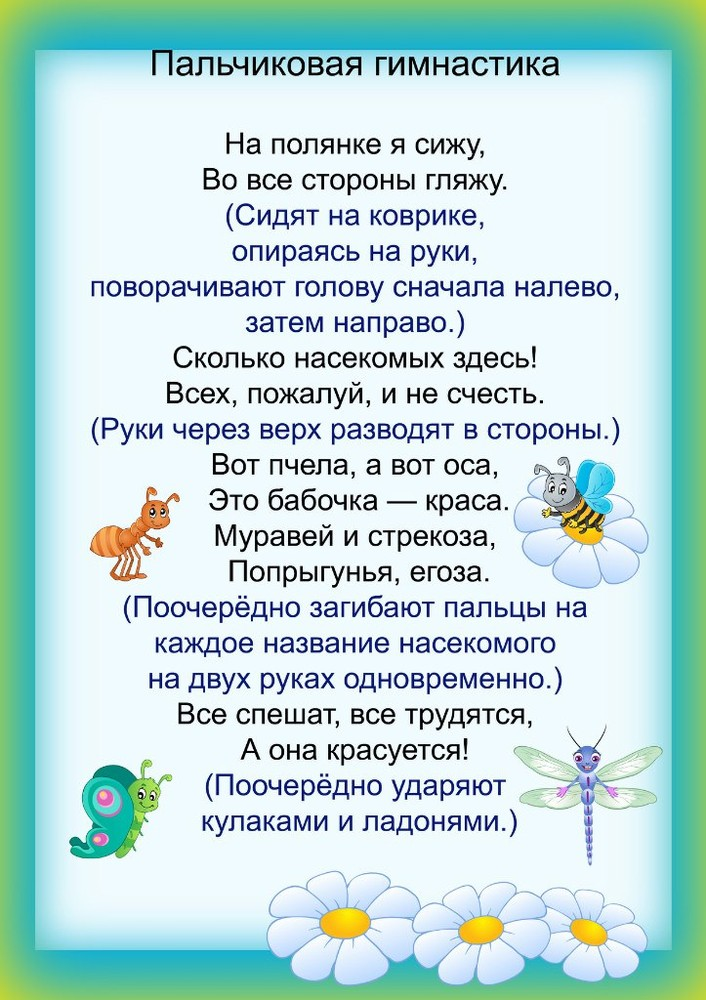 Пальчиковая гимнастика
На полянке я сижу,
Во все стороны гляжу.
(Сидят на коврике,
опираясь на руки,
поворачивают голову сначала налево,
затем направо.)
Сколько насекомых здесь!
Всех, пожалуй, и не счесть.
(Руки через верх разводят в стороны.)
Вот пчела, а вот оса,
Это бабочка — краса.
Муравей и стрекоза,
Попрыгунья, егоза.
(Поочерёдно загибают пальцы на
каждое название насекомого
на двух руках одновременно.)
Все спешат, все трудятся,
А она красуется!
(Поочерёдно ударяют
кулаками и ладонями.)